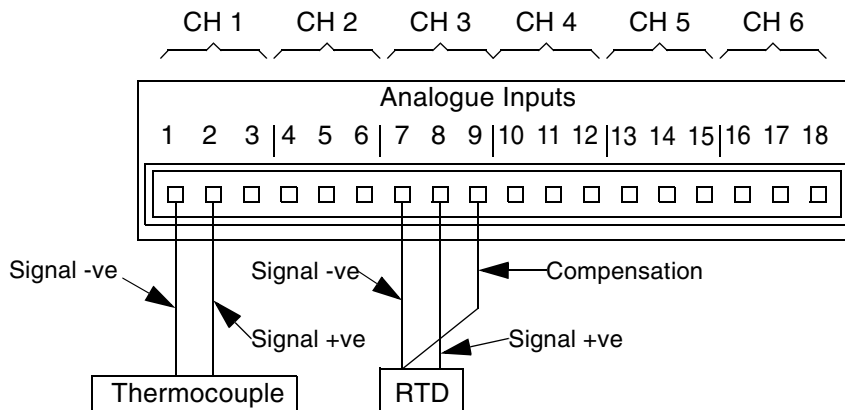 CH 1 CH 2 CH 3 CH 4 CH 5 CH 6
Analogue Inputs
1 2 3 4 5 6 7 8 9 10 11 12 13 14 15 16 17 18
Signal -ve Signal -ve Compensation
Signal +ve Signal +ve
Thermocouple RTD